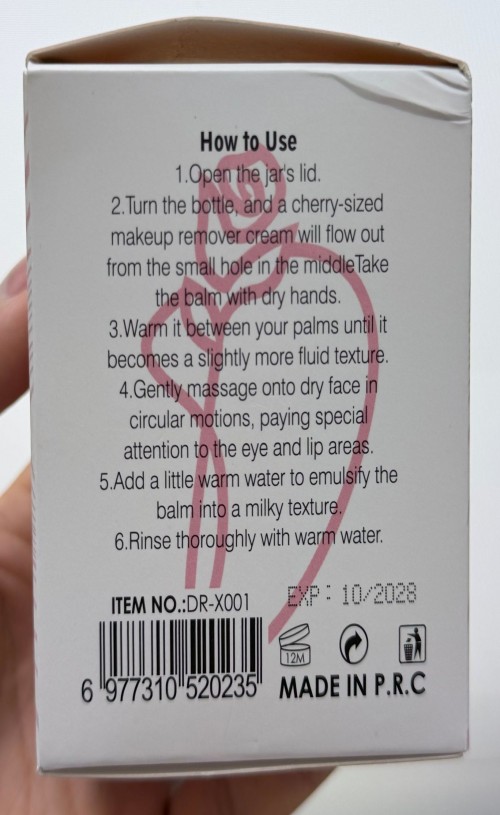 How to Use
1.Open the jar's lid.
2.Turn the bottle, and a cherry-sized
makeup remover cream will flow out
from the small hole in the middleTake
the balm with dry hands.
3.Warm it between your palms until it
becomes a slightly more fluid texture.
4.Gently massage onto dry face in
circular motions, paying special
attention to the eye and lip areas.
5.Add a little warm water to emulsify the
balm into a milky texture.
6.Rinse thoroughly with warm water.
ITEM NO.:DR-X001
EXP: 10/2028
12M
6 977310 520235
MADE IN P.R.C